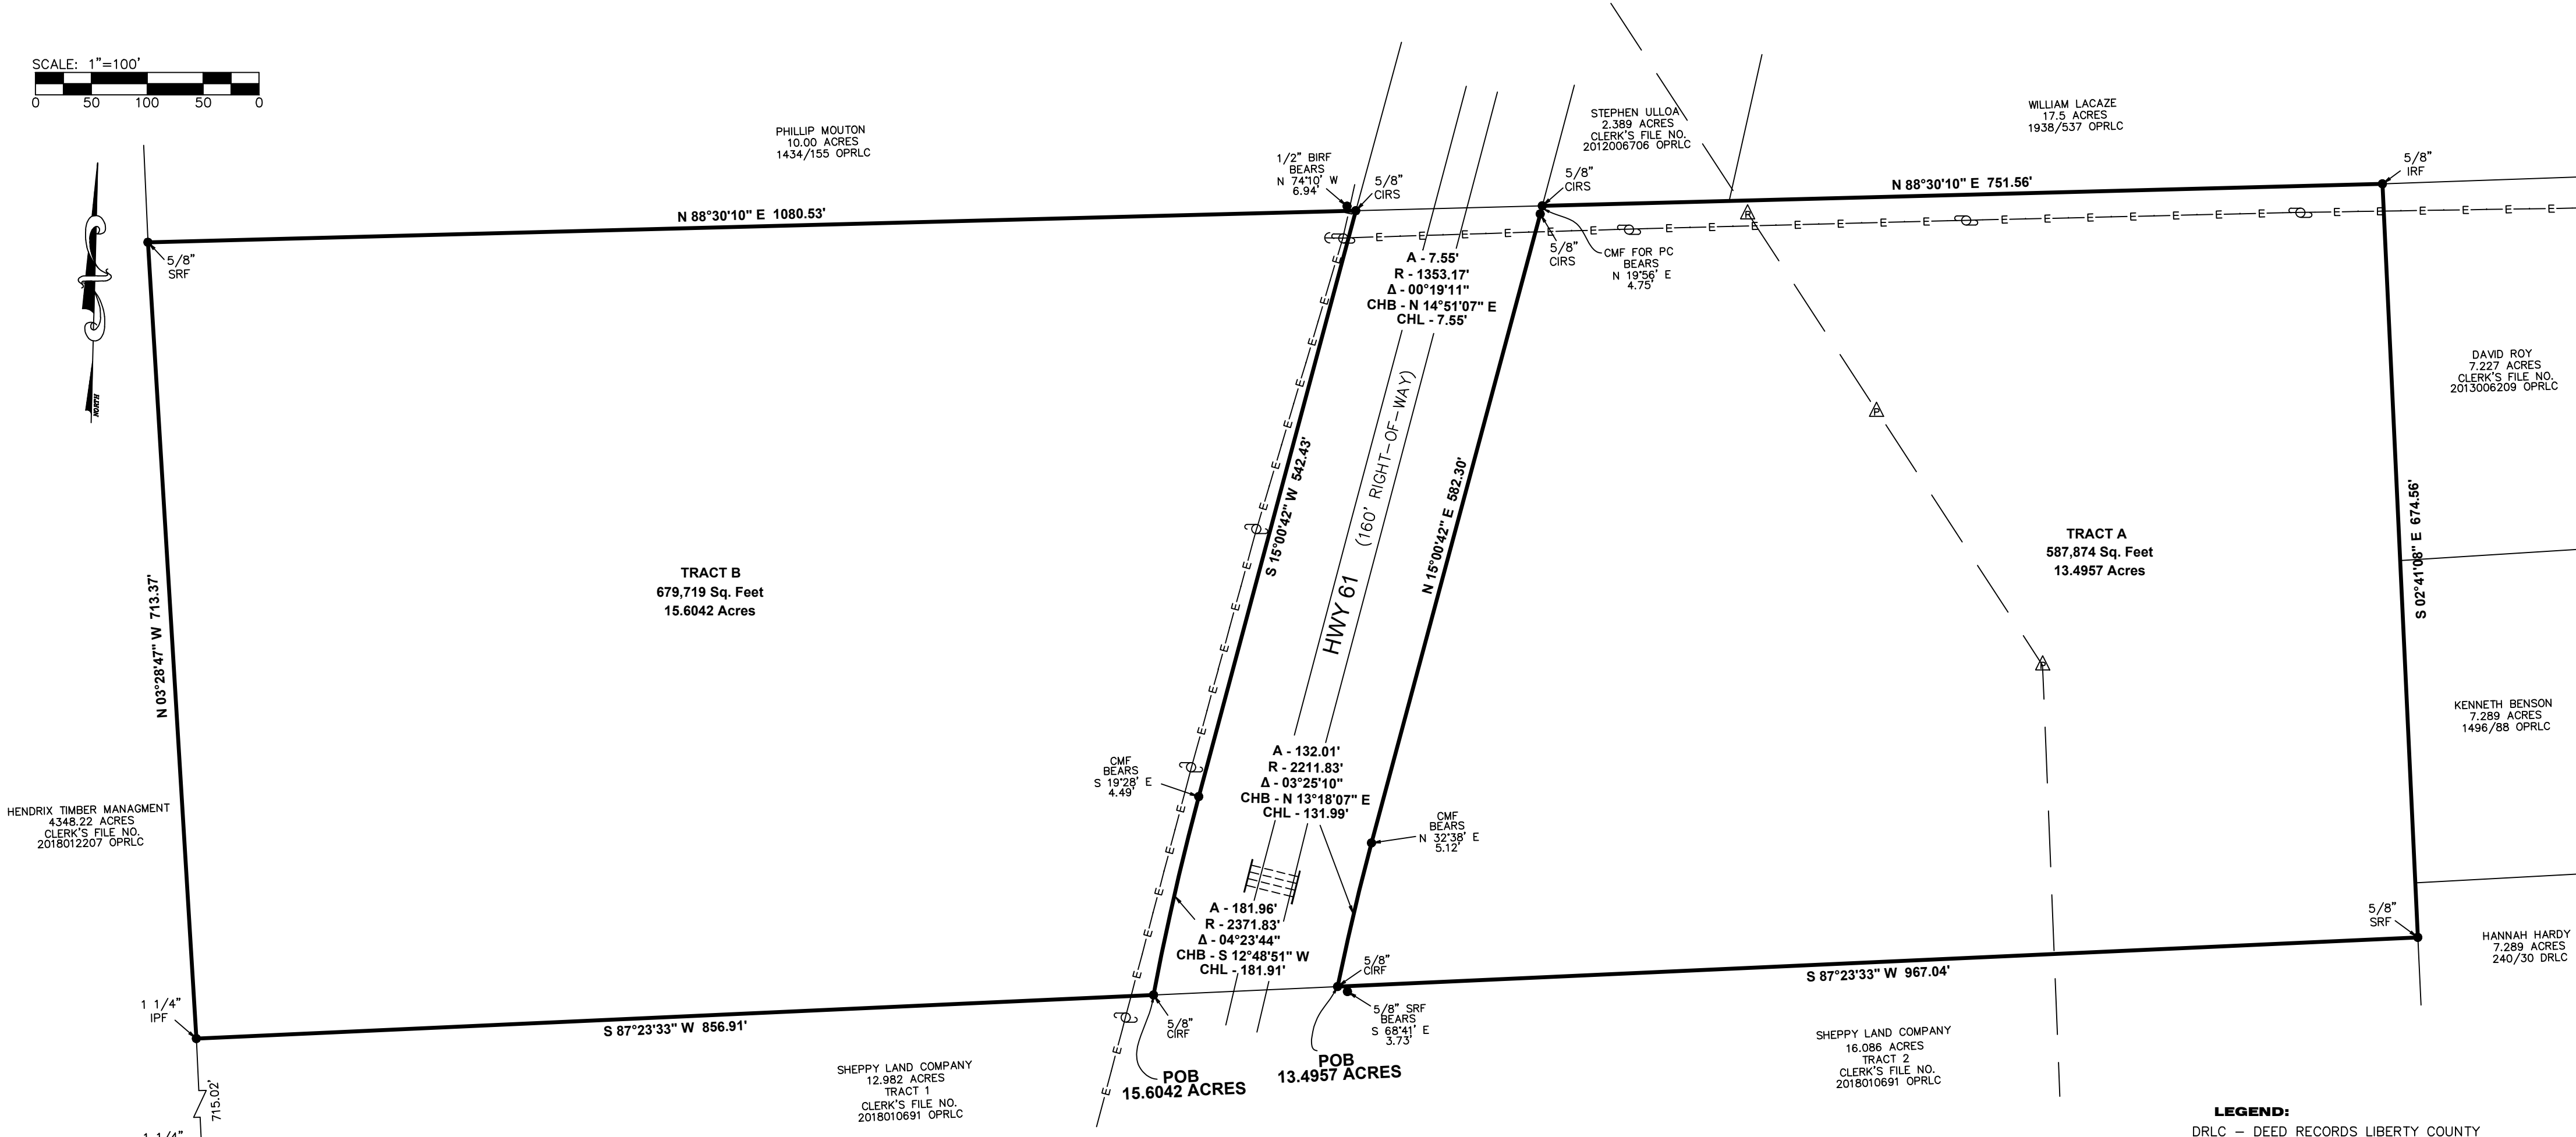 SCALE: 1"=100'
0 50 100 50 0
NORTH
PHILLIP MOUTON
10.00 ACRES
1434/155 OPRLC
1/2" BIRF
BEARS
N 74°10' W
6.94'
5/8"
CIRS
STEPHEN ULLOA
2.389 ACRES
CLERK'S FILE NO.
2012006706 OPRLC
5/8"
CIRS
WILLIAM LACAZE
17.5 ACRES
1938/537 OPRLC
5/8"
IRF
N 88°30'10" E 1080.53'
N 88°30'10" E 751.56'
5/8"
SRF
5/8"
CIRS
CMF FOR PC
BEARS
N 19°56' E
4.75'
A - 7.55'
R - 1353.17'
Δ - 00°19'11"
CHB - N 14°51'07" E
CHL - 7.55'
E E E E E E E E E E E E E E E E E E E E E E E E E E
R
P
P
E E E E E E E E E E E E E E E E E E E E E
DAVID ROY
7.227 ACRES
CLERK'S FILE NO.
2013006209 OPRLC
S 15°00'42" W 542.43'
HWY 61
(160' RIGHT-OF-WAY)
N 15°00'42" E 582.30'
S 02°41'08" E 674.56'
N 03°28'47" W 713.37'
TRACT B
679,719 Sq. Feet
15.6042 Acres
TRACT A
587,874 Sq. Feet
13.4957 Acres
KENNETH BENSON
7.289 ACRES
1496/88 OPRLC
CMF
BEARS
S 19°28' E
4.49'
A - 132.01'
R - 2211.83'
Δ - 03°25'10"
CHB - N 13°18'07" E
CHL - 131.99'
CMF
BEARS
N 32°38' E
5.12'
HENDRIX TIMBER MANAGMENT
4348.22 ACRES
CLERK'S FILE NO.
2018012207 OPRLC
A - 181.96'
R - 2371.83'
Δ - 04°23'44"
CHB - S 12°48'51" W
CHL - 181.91'
5/8"
SRF
HANNAH HARDY
7.289 ACRES
240/30 DRLC
5/8"
CIRF
S 87°23'33" W 967.04'
1 1/4"
IPF
S 87°23'33" W 856.91'
5/8"
CIRF
5/8" SRF
BEARS
S 68°41' E
3.73'
POB
15.6042 ACRES
POB
13.4957 ACRES
SHEPPY LAND COMPANY
12.982 ACRES
TRACT 1
CLERK'S FILE NO.
2018010691 OPRLC
SHEPPY LAND COMPANY
16.086 ACRES
TRACT 2
CLERK'S FILE NO.
2018010691 OPRLC
715.02'
1 1/4"
LEGEND:
DRLC - DEED RECORDS LIBERTY COUNTY